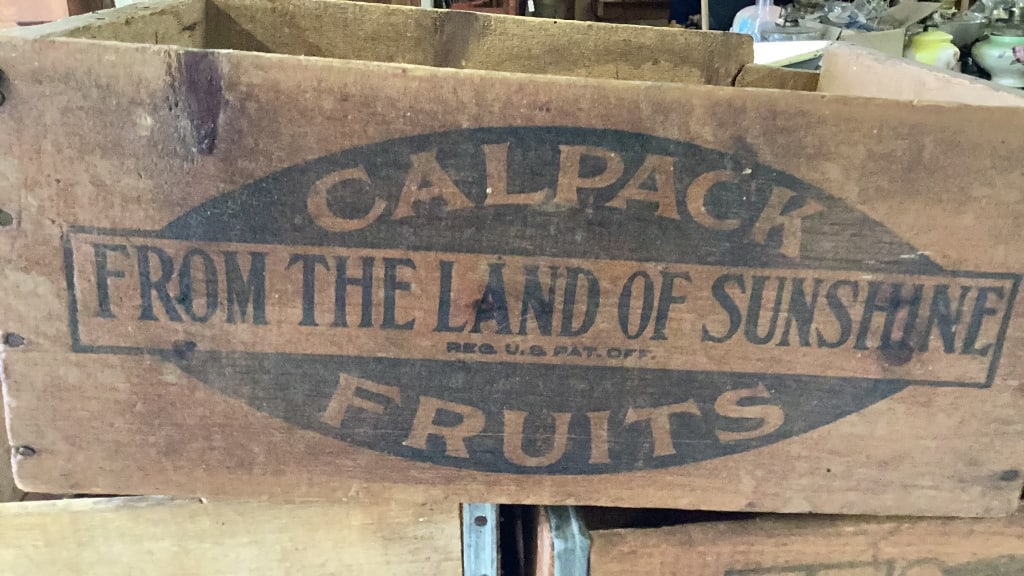 CALPACK
FROM THE LAND OF SUNSHINE
REG. U.S. PAT. OFF.
FRUITS